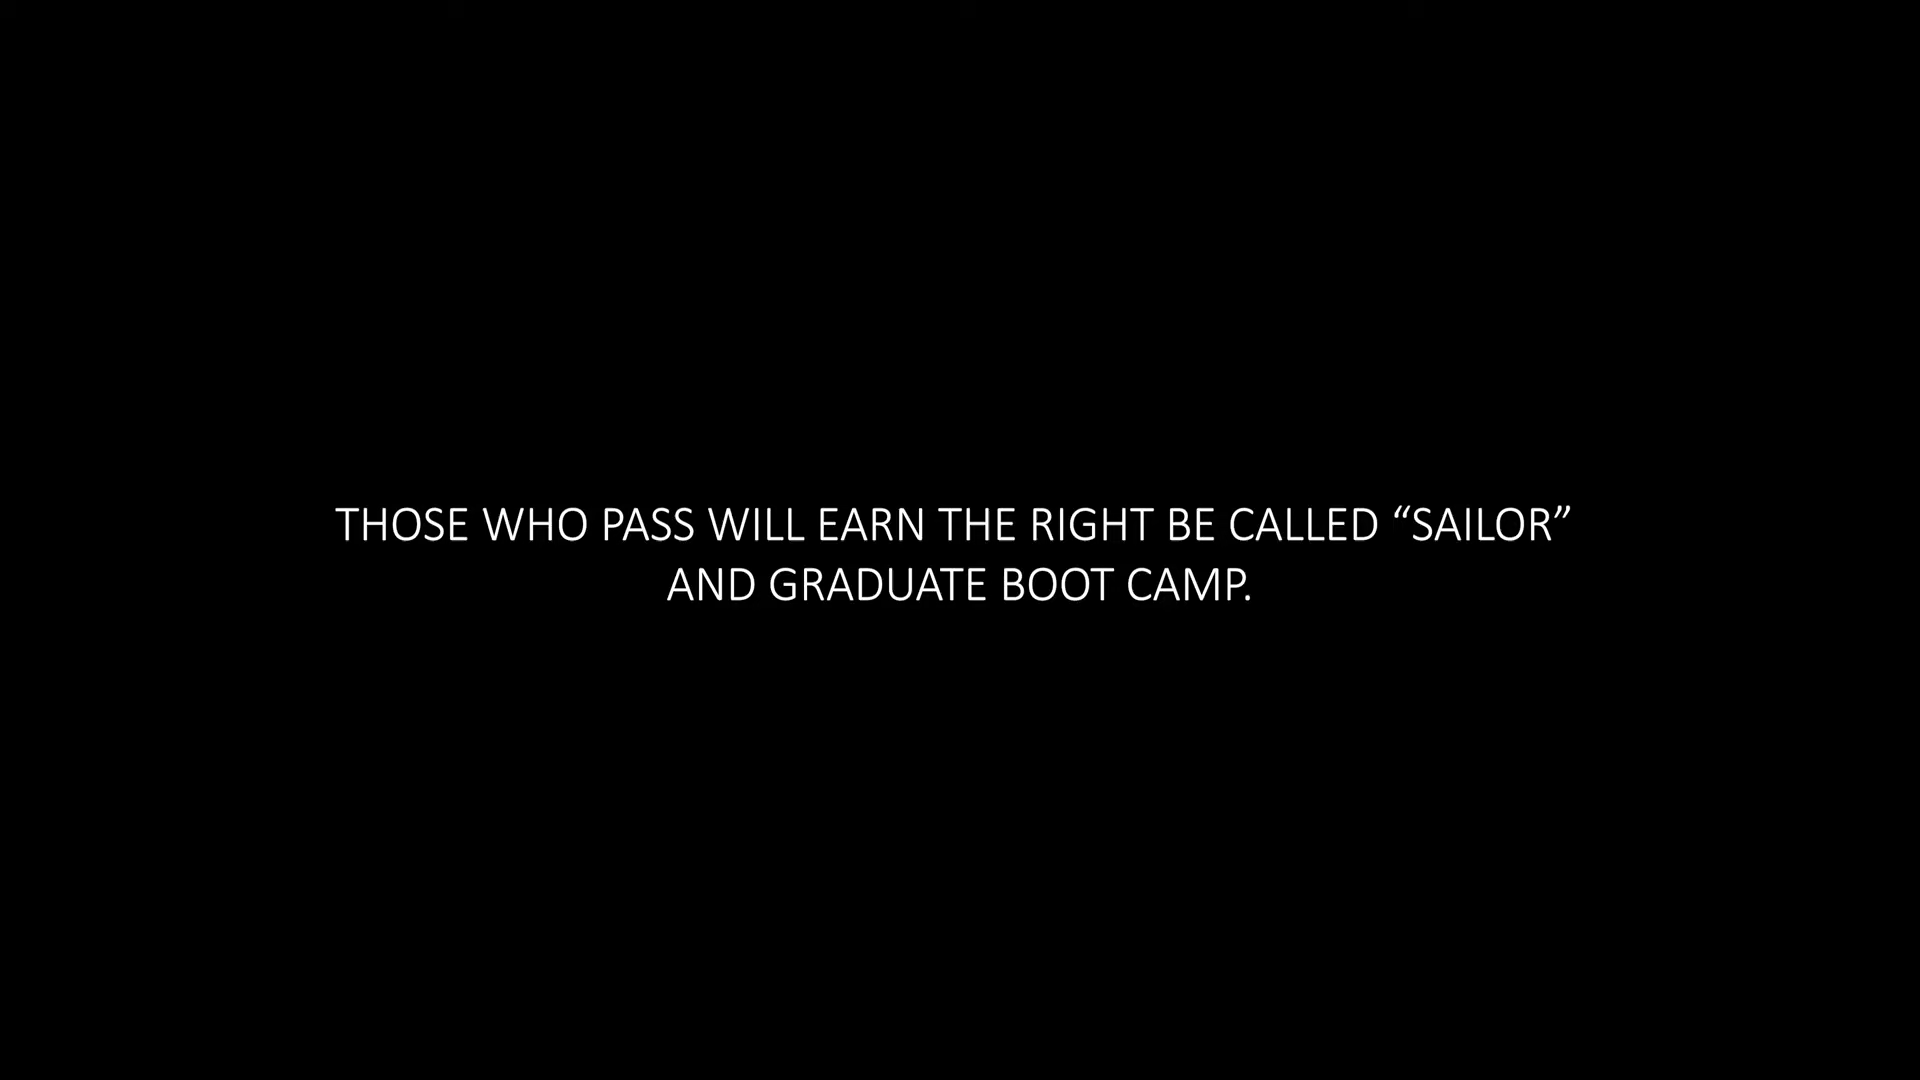 THOSE WHO PASS WILL EARN THE RIGHT BE CALLED “SAILOR”
AND GRADUATE BOOT CAMP.